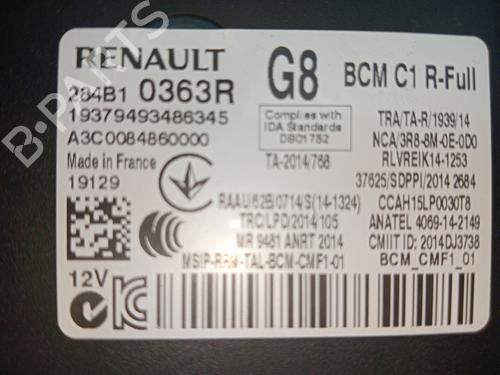 RENAULT
G8
BCM C1 R-Full
284B1 0363R
19379493486345
A3C0084860000
Made in France
19129
Complies with
IDA Standards
DB01752
TA-2014/768
TRA/TA-R/1939/14
NCA/3R8-8M-0E-0D0
RLVREIK14-1253
37625/SDPPI/2014 2684
CCAH15LP0030T8
ANATEL 4069-14-2149
CMIIT ID: 2014DJ3738
BCM_CMF1_01
RAAU/62B/0714/S(14-1324)
TRC/LPD/2014/105
MR 9481 ANRT 2014
MSIP-RBM-TAL-BCM-CMF1-01
12V
B-PARTS